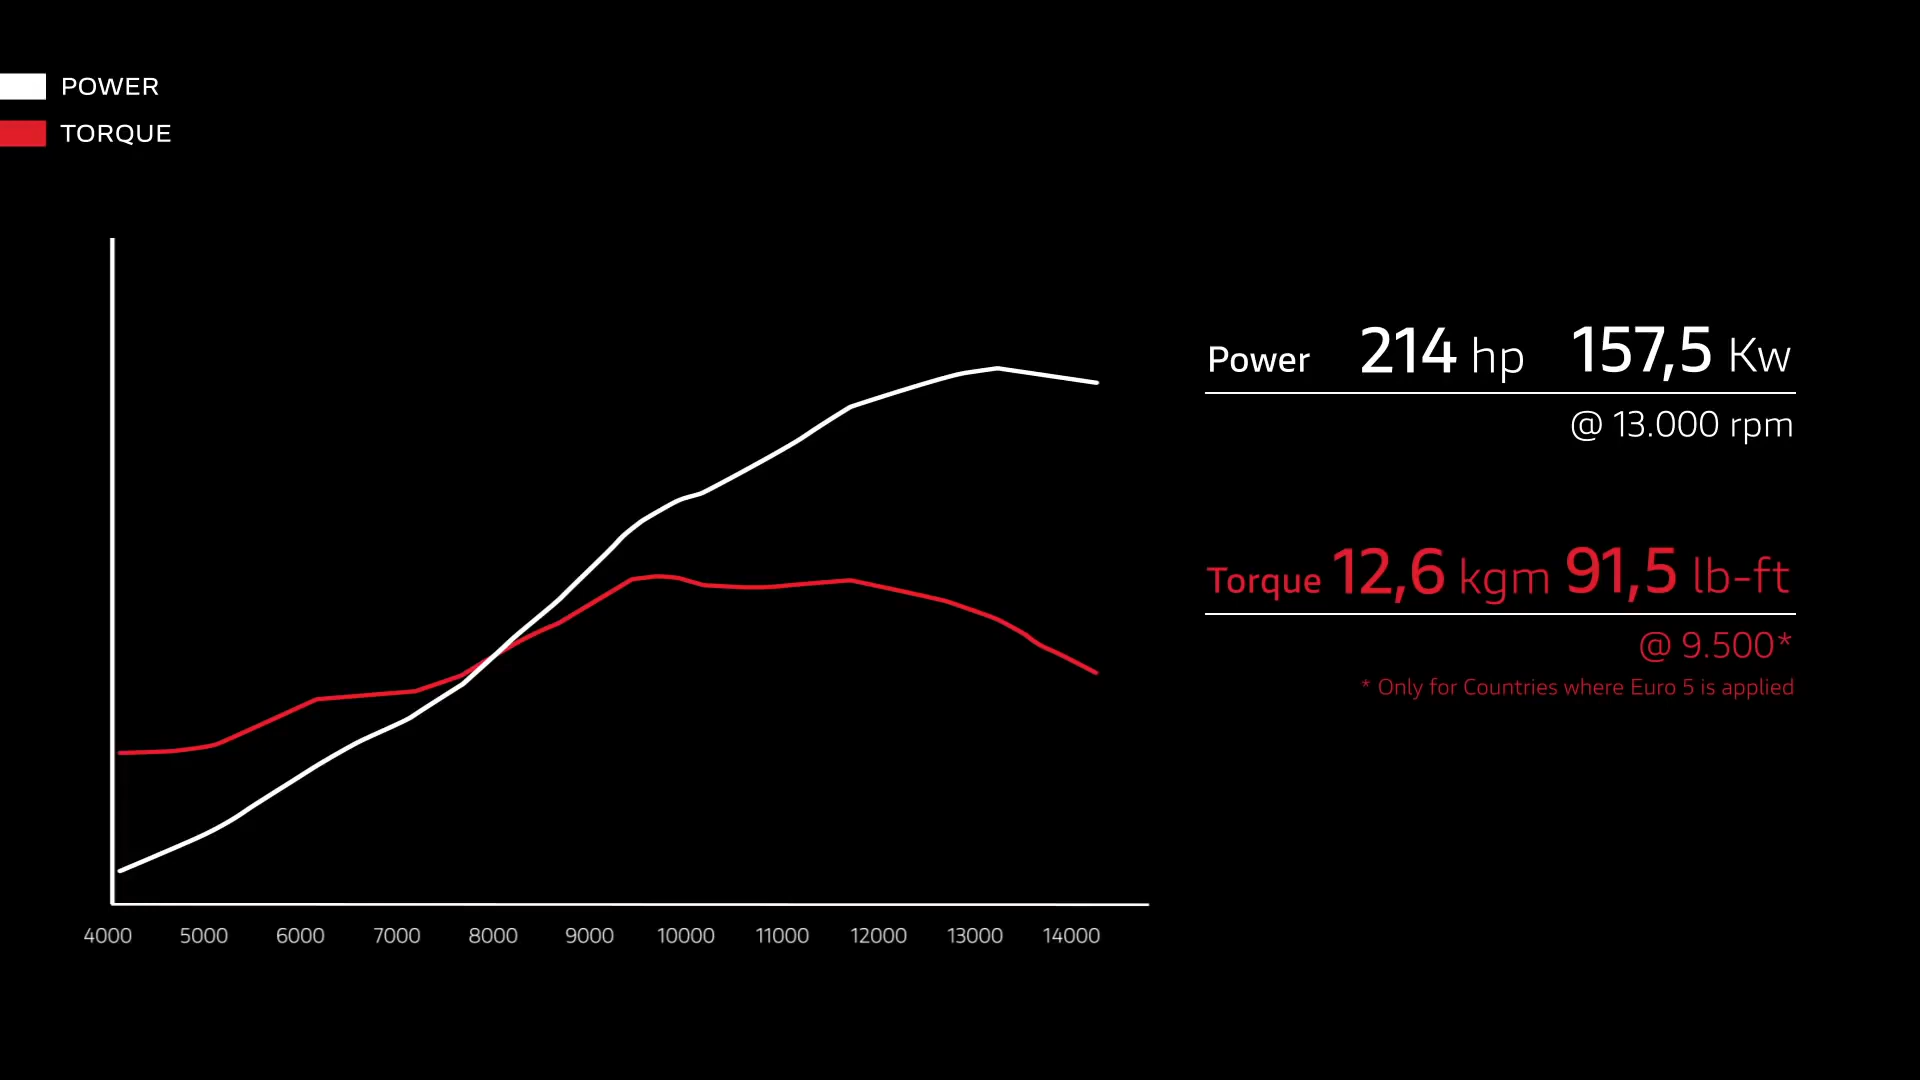 POWER
TORQUE
Power 214 hp 157,5 Kw
@ 13.000 rpm
Torque 12,6 kgm 91,5 lb-ft
@ 9.500*
* Only for Countries where Euro 5 is applied
4000 5000 6000 7000 8000 9000 10000 11000 12000 13000 14000